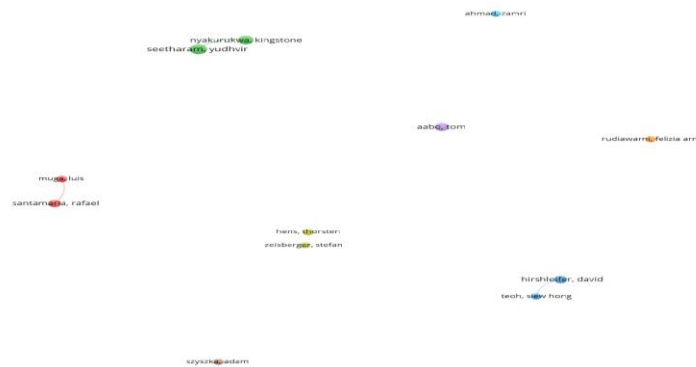 ahmad, zamri
nyakurukwa, kingstone
seetharam, yudhvir
aabo, tom
rudiawarni, felizia arr
muga, luis
santamaria, rafael
hens, thorsten
zeisberger, stefan
hirshleifer, david
teoh, siew hong
szyszka, adam